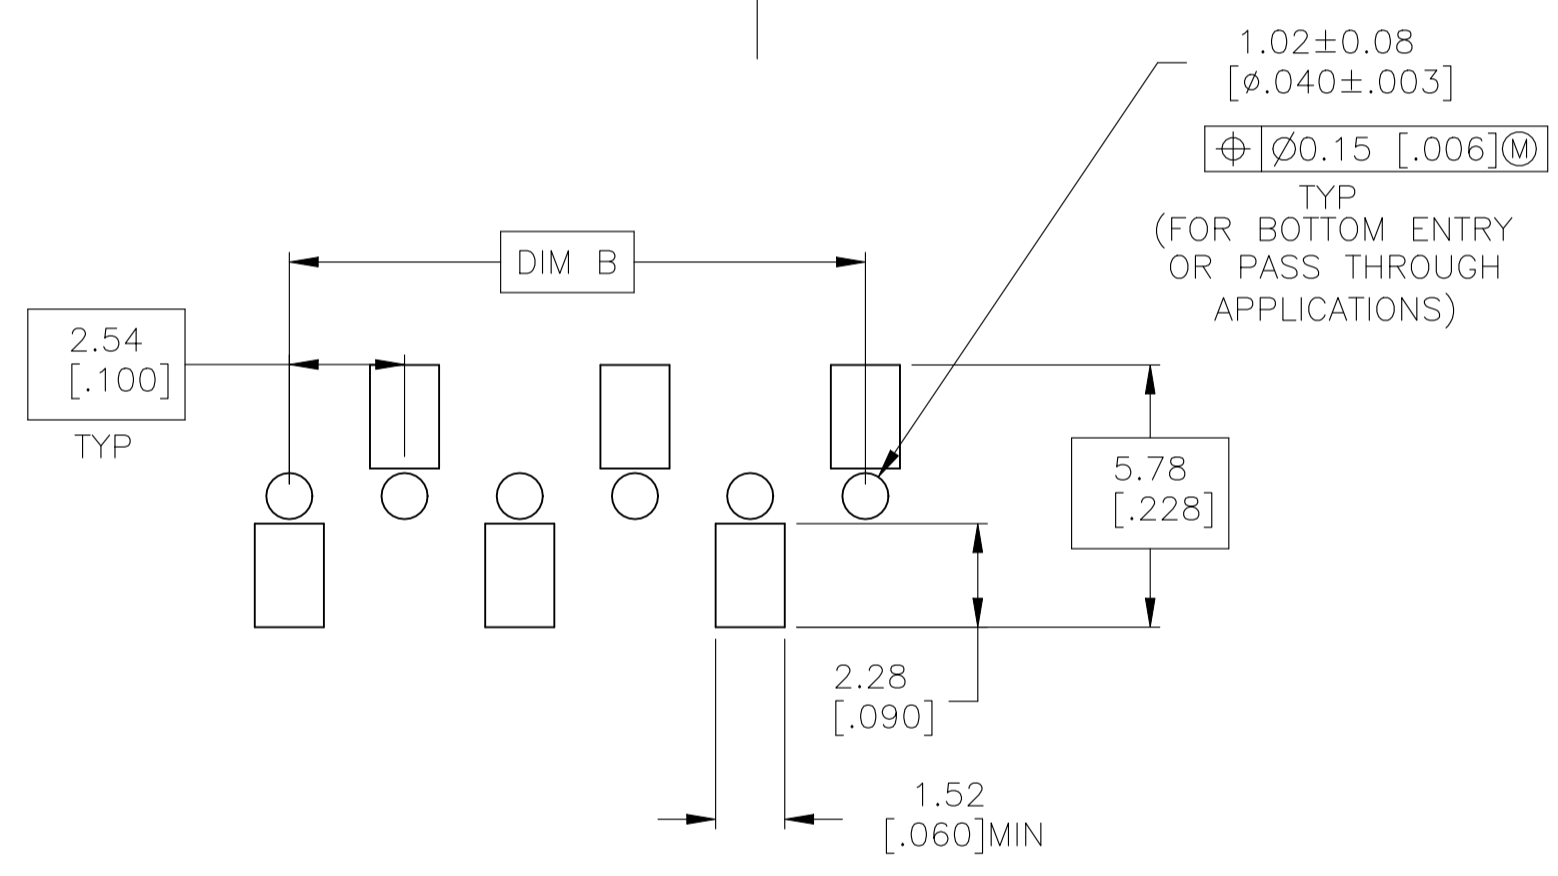 1.02±0.08
[ø.040±.003]
⌖ Ø0.15 [.006]Ⓜ
TYP
(FOR BOTTOM ENTRY
OR PASS THROUGH
APPLICATIONS)
DIM B
2.54
[.100]
TYP
5.78
[.228]
2.28
[.090]
1.52
[.060]MIN